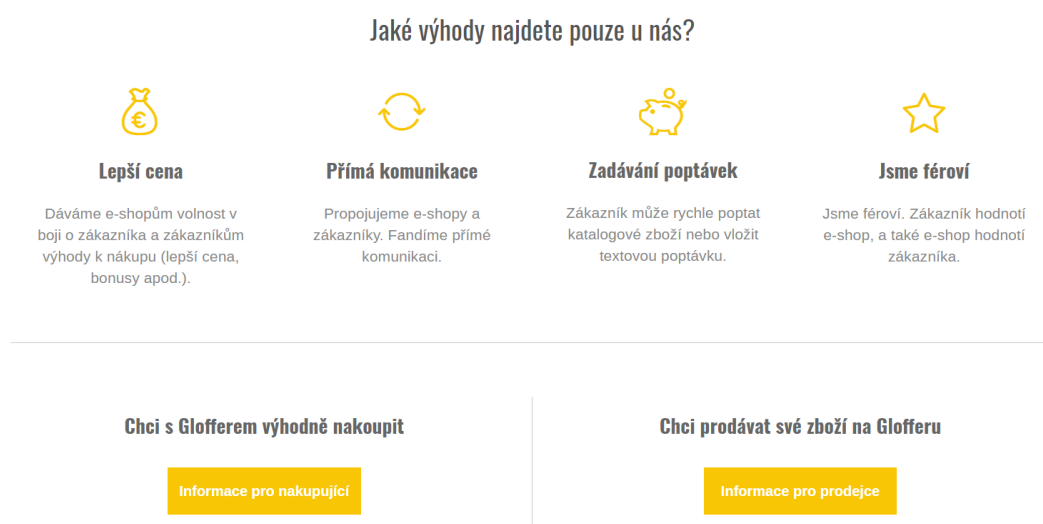 Jaké výhody najdete pouze u nás?
Lepší cena
Dáváme e-shopům volnost v
boji o zákazníka a zákazníkům
výhody k nákupu (lepší cena,
bonusy apod.).
Přímá komunikace
Propojujeme e-shopy a
zákazníky. Fandíme přímé
komunikaci.
Zadávání poptávek
Zákazník může rychle poptat
katalogové zboží nebo vložit
textovou poptávku.
Jsme féroví
Jsme féroví. Zákazník hodnotí
e-shop, a také e-shop hodnotí
zákazníka.
Chci s Glofferem výhodně nakoupit
Informace pro nakupující
Chci prodávat své zboží na Glofferu
Informace pro prodejce